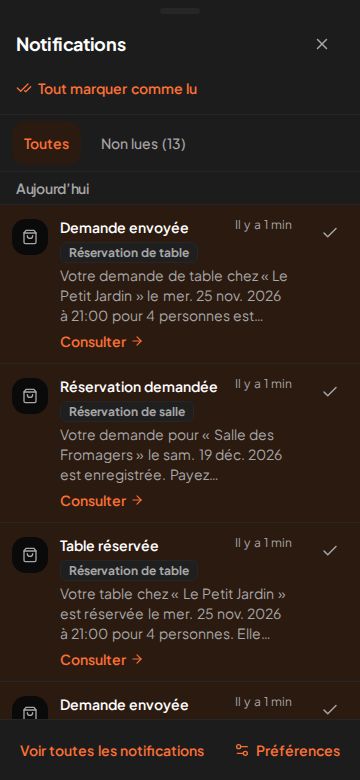 Notifications
Tout marquer comme lu
Toutes
Non lues (13)
Aujourd'hui
Demande envoyée
Il y a 1 min
Réservation de table
Votre demande de table chez « Le
Petit Jardin » le mer. 25 nov. 2026
à 21:00 pour 4 personnes est…
Consulter →
Réservation demandée
Il y a 1 min
Réservation de salle
Votre demande pour « Salle des
Fromagers » le sam. 19 déc. 2026
est enregistrée. Payez…
Consulter →
Table réservée
Il y a 1 min
Réservation de table
Votre table chez « Le Petit Jardin »
est réservée le mer. 25 nov. 2026
à 21:00 pour 4 personnes. Elle…
Consulter →
Demande envoyée
Il y a 1 min
Voir toutes les notifications
Préférences